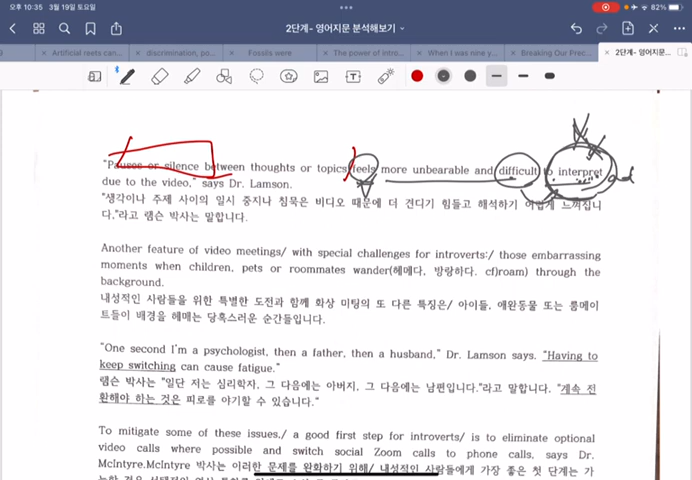 오후 10:35 3월 19일 토요일
82%
2단계- 영어지문 분석해보기
Artificial reets can...
discrimnation, po...
Fossils were
The power of intro...
When I was nine y...
Breaking Our Prec...
2단계- 영어지문...
"Pauses or silence between thoughts or topics feels more unbearable and difficult to interpret
due to the video," says Dr. Lamson.
"생각이나 주제 사이의 일시 중지나 침묵은 비디오 때문에 더 견디기 힘들고 해석하기 어렵게 느껴집니
다,"라고 램슨 박사는 말합니다.
Another feature of video meetings/ with special challenges for introverts:/ those embarrassing
moments when children, pets or roommates wander(헤매다, 방랑하다. cf)roam) through the
background.
내성적인 사람들을 위한 특별한 도전과 함께 화상 미팅의 또 다른 특징은/ 아이들, 애완동물 또는 룸메이
트들이 배경을 헤매는 당혹스러운 순간들입니다.
"One second I'm a psychologist, then a father, then a husband," Dr. Lamson says. "Having to
keep switching can cause fatigue."
램슨 박사는 "일단 저는 심리학자, 그 다음에는 아버지, 그 다음에는 남편입니다."라고 말합니다. "계속 전
환해야 하는 것은 피로를 야기할 수 있습니다."
To mitigate some of these issues,/ a good first step for introverts/ is to eliminate optional
video calls where possible and switch social Zoom calls to phone calls, says Dr.
McIntyre.McIntyre 박사는 이러한 문제를 완화하기 위해/ 내성적인 사람들에게 가장 좋은 첫 단계는 가